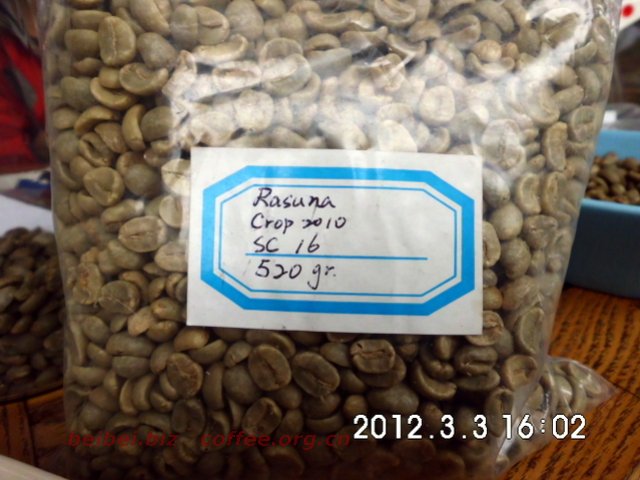 Rasuna
Crop 2010
SC 16
520 gr.
beibei.biz coffee.org.cn
2012.3.3 16:02